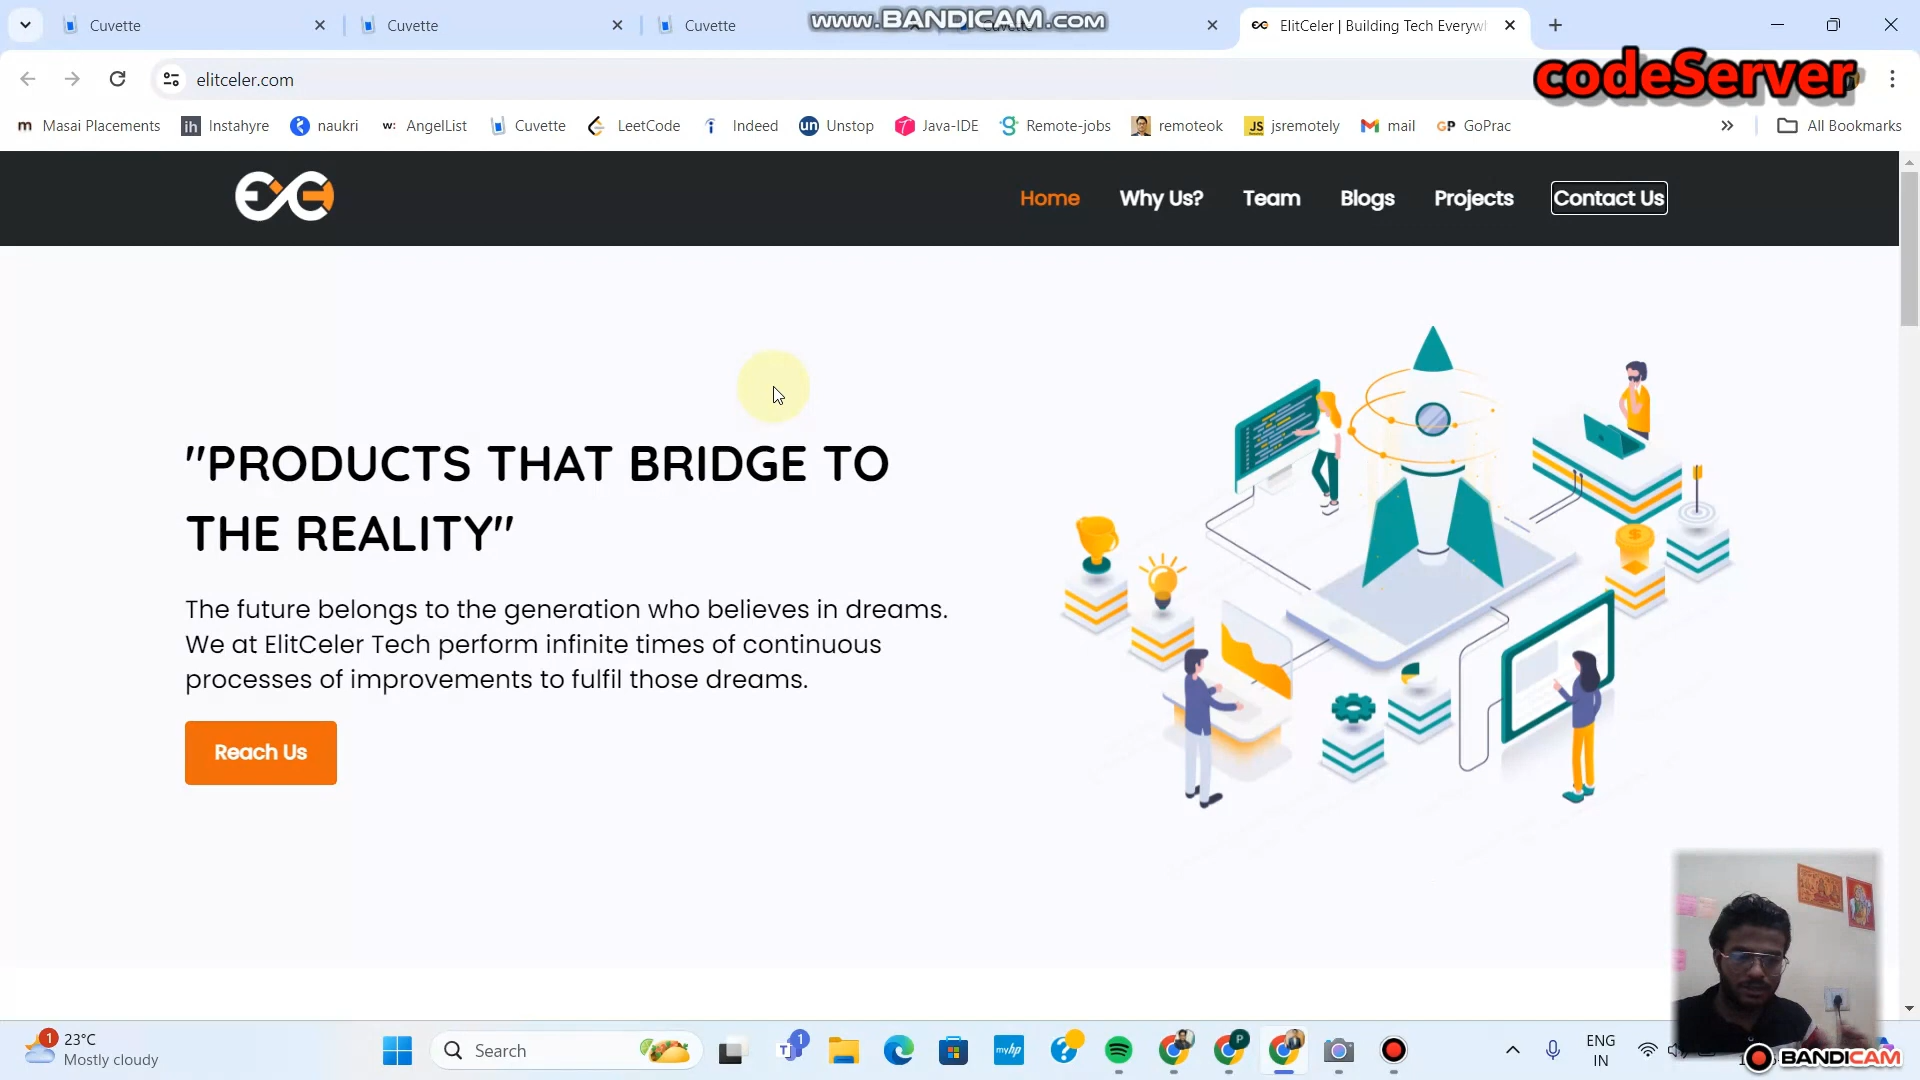 Cuvette
Cuvette
Cuvette
Cuvette
www.BANDICAM.com
ElitCeler | Building Tech Everyw
elitceler.com
codeServer
Masai Placements
Instahyre
naukri
AngelList
Cuvette
LeetCode
Indeed
Unstop
Java-IDE
Remote-jobs
remoteok
jsremotely
mail
GoPrac
All Bookmarks
Home
Why Us?
Team
Blogs
Projects
Contact Us
"PRODUCTS THAT BRIDGE TO
THE REALITY"
The future belongs to the generation who believes in dreams.
We at ElitCeler Tech perform infinite times of continuous
processes of improvements to fulfil those dreams.
Reach Us
1
23°C
Mostly cloudy
Search
1
myhp
P
ENG
IN
BANDICAM